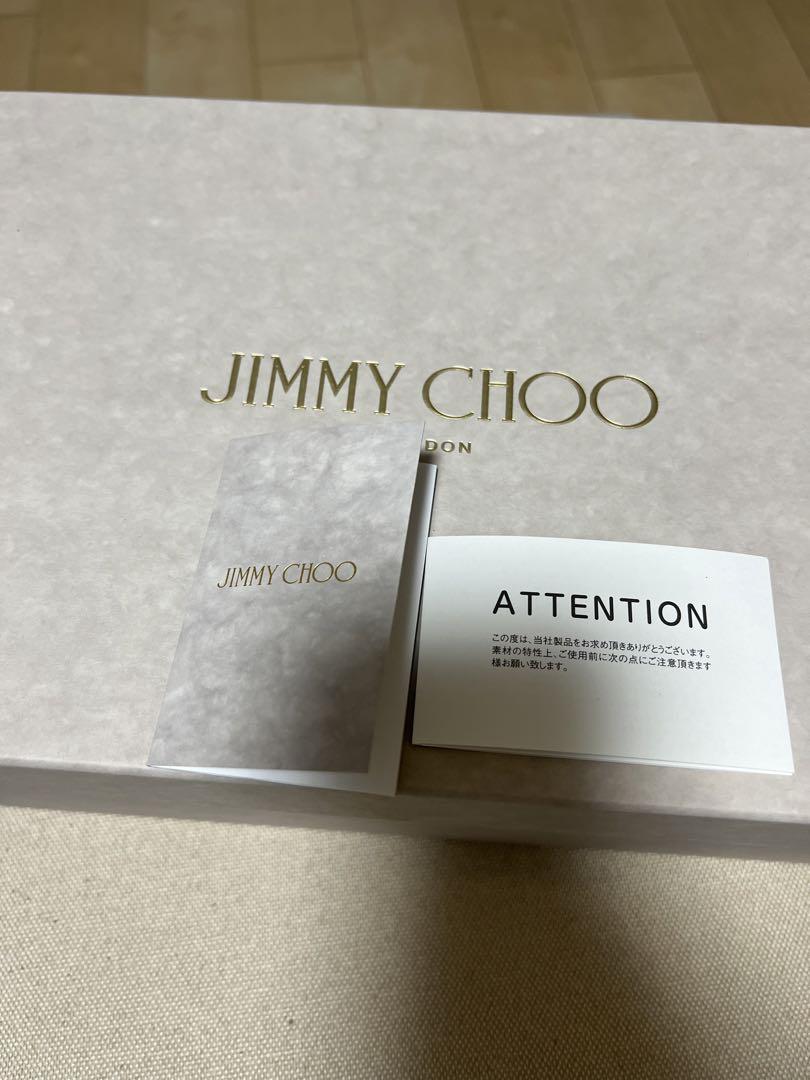 JIMMY CHOO
DON
JIMMY CHOO
ATTENTION
この度は、当社製品をお求め頂きありがとうございます。
素材の特性上、ご使用前に次の点にご注意頂きます
様お願い致します。